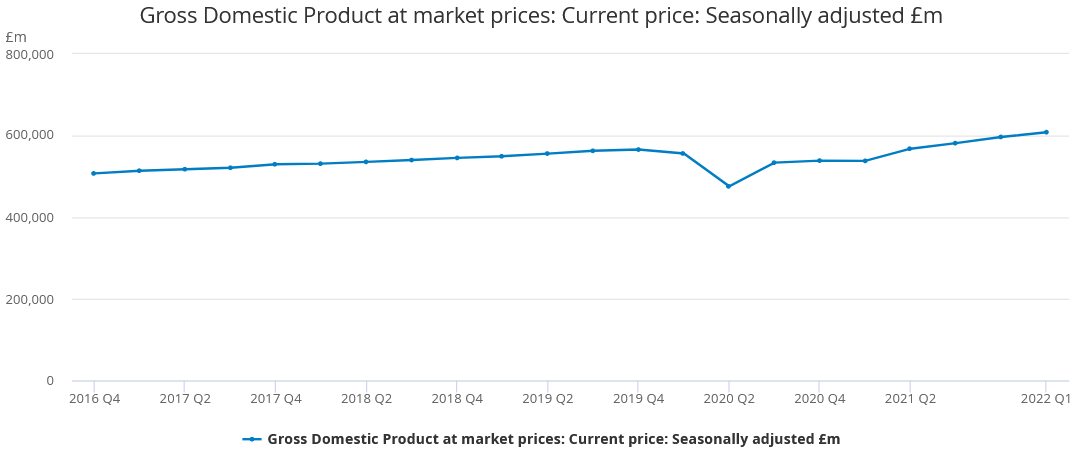 Gross Domestic Product at market prices: Current price: Seasonally adjusted £m
£m
800,000
600,000
400,000
200,000
0
2016 Q4 2017 Q2 2017 Q4 2018 Q2 2018 Q4 2019 Q2 2019 Q4 2020 Q2 2020 Q4 2021 Q2 2022 Q1
Gross Domestic Product at market prices: Current price: Seasonally adjusted £m